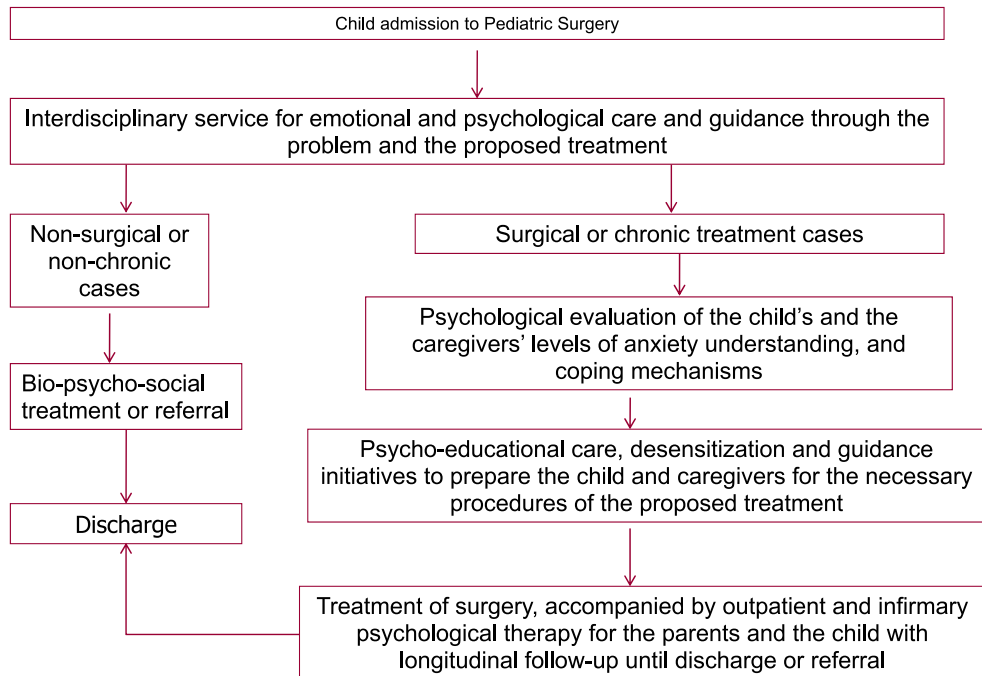 Child admission to Pediatric Surgery
Interdisciplinary service for emotional and psychological care and guidance through the
problem and the proposed treatment
Non-surgical or
non-chronic
cases
Surgical or chronic treatment cases
Psychological evaluation of the child's and the
caregivers' levels of anxiety understanding, and
coping mechanisms
Bio-psycho-social
treatment or referral
Psycho-educational care, desensitization and guidance
initiatives to prepare the child and caregivers for the necessary
procedures of the proposed treatment
Discharge
Treatment of surgery, accompanied by outpatient and infirmary
psychological therapy for the parents and the child with
longitudinal follow-up until discharge or referral